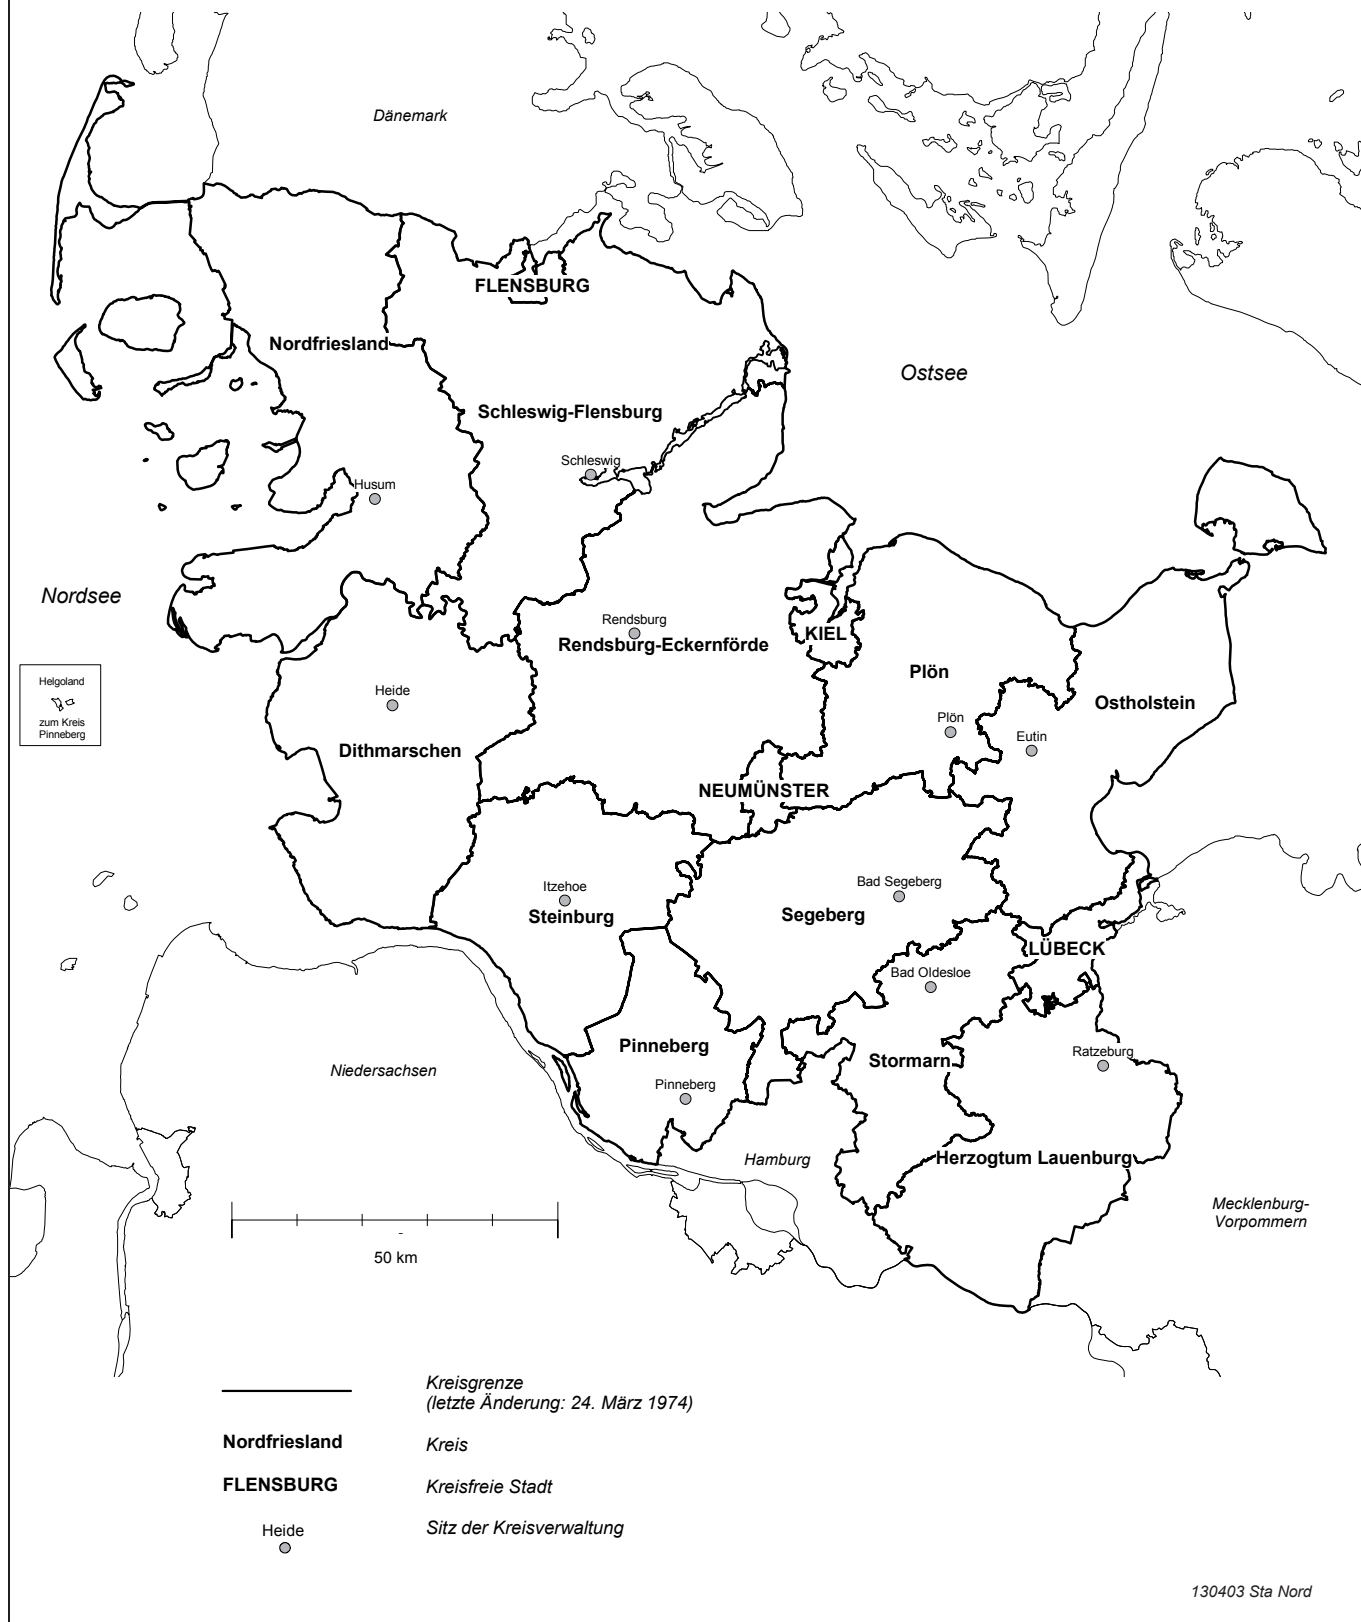 Dänemark
FLENSBURG
Nordfriesland
Ostsee
Schleswig-Flensburg
Schleswig
Husum
Nordsee
Rendsburg
KIEL
Rendsburg-Eckernförde
Plön
Helgoland
zum Kreis
Pinneberg
Heide
Ostholstein
Plön
Eutin
Dithmarschen
NEUMÜNSTER
Itzehoe
Bad Segeberg
Steinburg
Segeberg
LÜBECK
Bad Oldesloe
Pinneberg
Ratzeburg
Stormarn
Niedersachsen
Pinneberg
Hamburg
Herzogtum Lauenburg
Mecklenburg-
Vorpommern
50 km
Kreisgrenze
(letzte Änderung: 24. März 1974)
Nordfriesland Kreis
FLENSBURG Kreisfreie Stadt
Heide Sitz der Kreisverwaltung
130403 Sta Nord